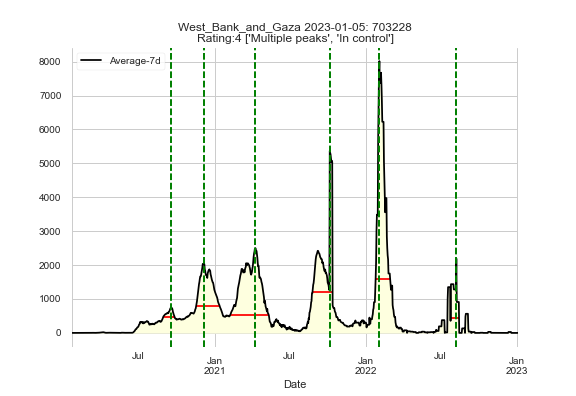 West_Bank_and_Gaza 2023-01-05: 703228
Rating:4 ['Multiple peaks', 'In control']
Average-7d
8000
7000
6000
5000
4000
3000
2000
1000
0
Jul
Jan
2021
Jul
Jan
2022
Jul
Jan
2023
Date